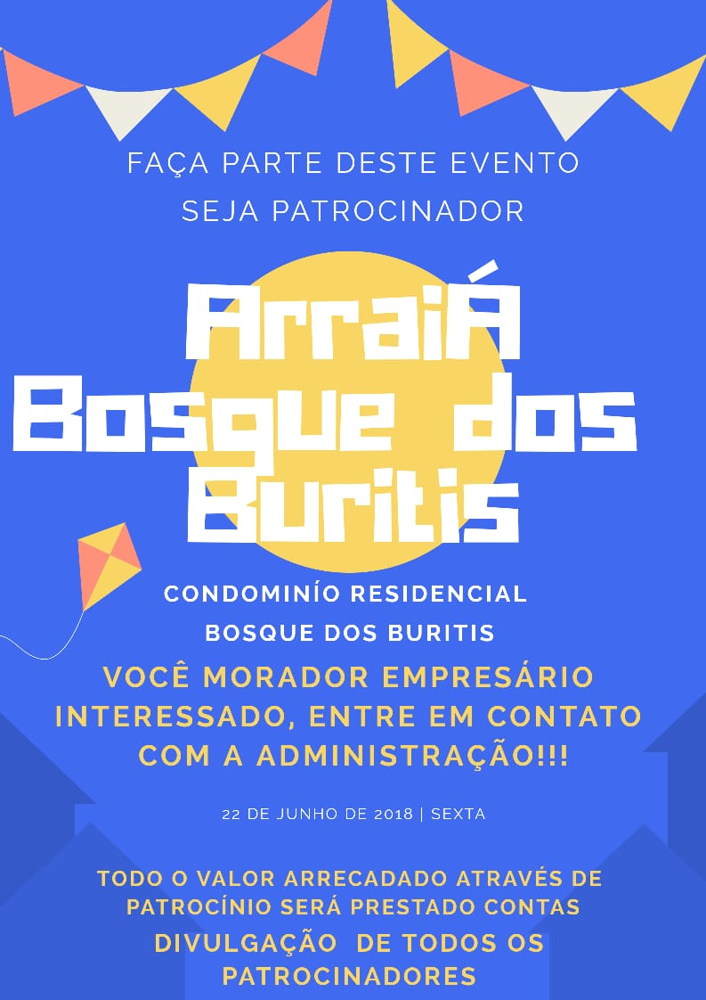 FAÇA PARTE DESTE EVENTO
SEJA PATROCINADOR
ArraiÁ
Bosque dos
Buritis
CONDOMINÍO RESIDENCIAL
BOSQUE DOS BURITIS
VOCÊ MORADOR EMPRESÁRIO
INTERESSADO, ENTRE EM CONTATO
COM A ADMINISTRAÇÃO!!!
22 DE JUNHO DE 2018 | SEXTA
TODO O VALOR ARRECADADO ATRAVÉS DE
PATROCÍNIO SERÁ PRESTADO CONTAS
DIVULGAÇÃO DE TODOS OS
PATROCINADORES